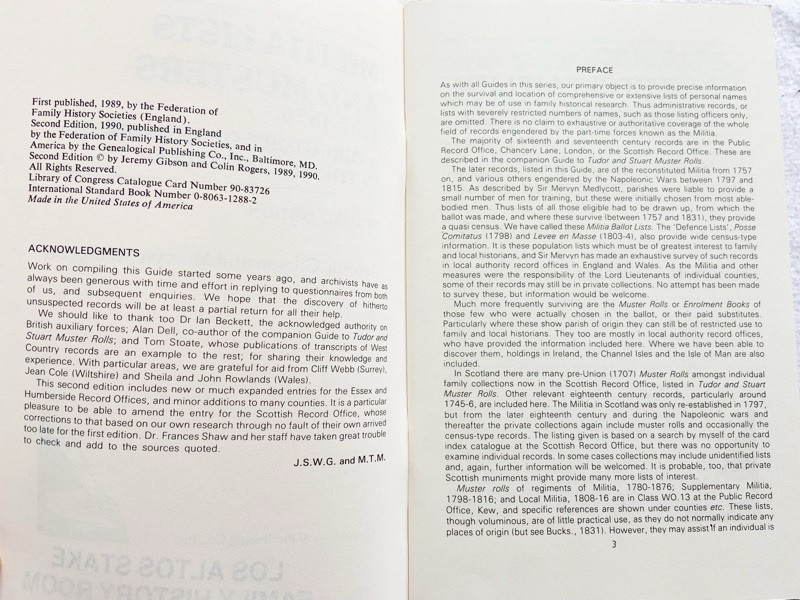 First published, 1989, by the Federation of
Family History Societies (England).
Second Edition, 1990, published in England
by the Federation of Family History Societies, and in
America by the Genealogical Publishing Co., Inc., Baltimore, MD.
Second Edition © by Jeremy Gibson and Colin Rogers, 1989, 1990.
All Rights Reserved.
Library of Congress Catalogue Card Number 90-83726
International Standard Book Number 0-8063-1288-2
Made in the United States of America
ACKNOWLEDGMENTS
Work on compiling this Guide started some years ago, and archivists have as
always been generous with time and effort in replying to questionnaires from both
of us, and subsequent enquiries. We hope that the discovery of hitherto
unsuspected records will be at least a partial return for all their help.
We should like to thank too Dr Ian Beckett, the acknowledged authority on
British auxiliary forces; Alan Dell, co-author of the companion Guide to Tudor and
Stuart Muster Rolls; and Tom Stoate, whose publications of transcripts of West
Country records are an example to the rest; for sharing their knowledge and
experience. With particular areas, we are grateful for aid from Cliff Webb (Surrey),
Jean Cole (Wiltshire) and Sheila and John Rowlands (Wales).
This second edition includes new or much expanded entries for the Essex and
Humberside Record Offices, and minor additions to many counties. It is a particular
pleasure to be able to amend the entry for the Scottish Record Office, whose
corrections to that based on our own research through no fault of their own arrived
too late for the first edition. Dr. Frances Shaw and her staff have taken great trouble
to check and add to the sources quoted.
J.S.W.G. and M.T.M.
LOS ALTOS STAKE
FAMILY HISTORY ROOM
PREFACE
As with all Guides in this series, our primary object is to provide precise information
on the survival and location of comprehensive or extensive lists of personal names
which may be of use in family historical research. Thus administrative records, or
lists with severely restricted numbers of names, such as those listing officers only,
are omitted. There is no claim to exhaustive or authoritative coverage of the whole
field of records engendered by the part-time forces known as the Militia.
The majority of sixteenth and seventeenth century records are in the Public
Record Office, Chancery Lane, London, or the Scottish Record Office. These are
described in the companion Guide to Tudor and Stuart Muster Rolls.
The later records, listed in this Guide, are of the reconstituted Militia from 1757
on, and various others engendered by the Napoleonic Wars between 1797 and
1815. As described by Sir Mervyn Medlycott, parishes were liable to provide a
small number of men for training, but these were initially chosen from most able-
bodied men. Thus lists of all those eligible had to be drawn up, from which the
ballot was made, and where these survive (between 1757 and 1831), they provide
a quasi census. We have called these Militia Ballot Lists. The 'Defence Lists', Posse
Comitatus (1798) and Levee en Masse (1803-4), also provide wide census-type
information. It is these population lists which must be of greatest interest to family
and local historians, and Sir Mervyn has made an exhaustive survey of such records
in local authority record offices in England and Wales. As the Militia and other
measures were the responsibility of the Lord Lieutenants of individual counties,
some of their records may still be in private collections. No attempt has been made
to survey these, but information would be welcome.
Much more frequently surviving are the Muster Rolls or Enrolment Books of
those few who were actually chosen in the ballot, or their paid substitutes.
Particularly where these show parish of origin they can still be of restricted use to
family and local historians. They too are mostly in local authority record offices,
who have provided the information included here. Where we have been able to
discover them, holdings in Ireland, the Channel Isles and the Isle of Man are also
included.
In Scotland there are many pre-Union (1707) Muster Rolls amongst individual
family collections now in the Scottish Record Office, listed in Tudor and Stuart
Muster Rolls. Other relevant eighteenth century records, particularly around
1745-6, are included here. The Militia in Scotland was only re-established in 1797,
but from the later eighteenth century and during the Napoleonic wars and
thereafter the private collections again include muster rolls and occasionally the
census-type records. The listing given is based on a search by myself of the card
index catalogue at the Scottish Record Office, but there was no opportunity to
examine individual records. In some cases collections may include unidentified lists
and, again, further information will be welcomed. It is probable, too, that private
Scottish muniments might provide many more lists of interest.
Muster rolls of regiments of Militia, 1780-1876; Supplementary Militia,
1798-1816; and Local Militia, 1808-16 are in Class WO.13 at the Public Record
Office, Kew, and specific references are shown under counties etc. These lists,
though voluminous, are of little practical use, as they do not normally indicate any
places of origin (but see Bucks., 1831). However, they may assist if an individual is
3